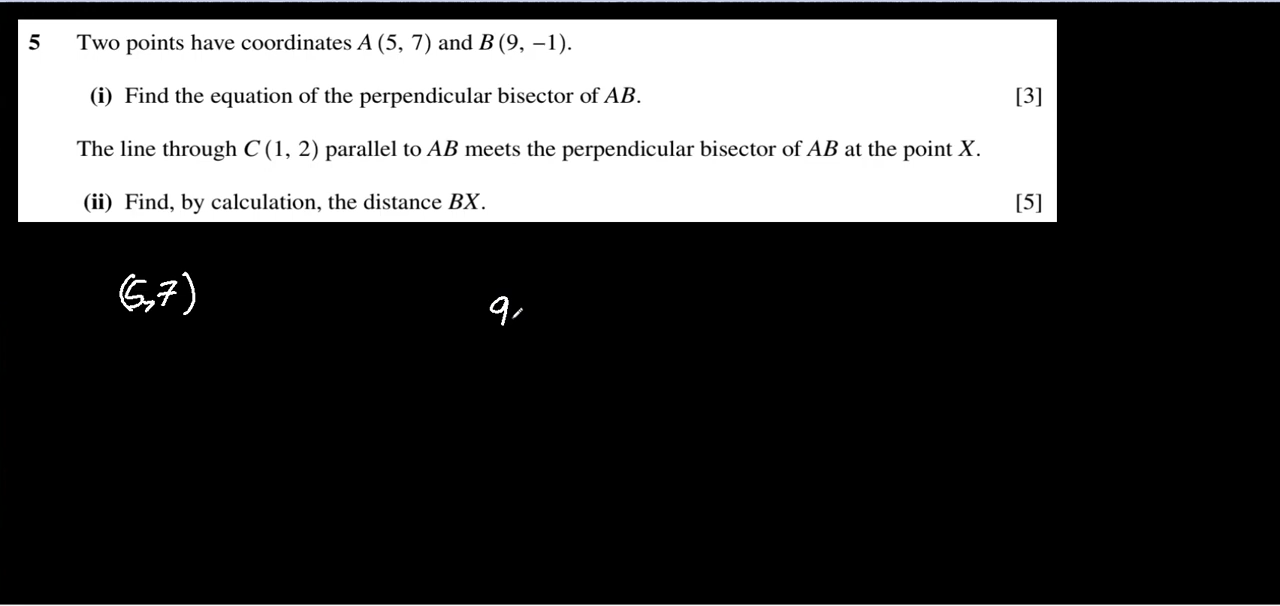 5 Two points have coordinates A (5, 7) and B (9, −1).
(i) Find the equation of the perpendicular bisector of AB. [3]
The line through C (1, 2) parallel to AB meets the perpendicular bisector of AB at the point X.
(ii) Find, by calculation, the distance BX. [5]
(5,7) 9,